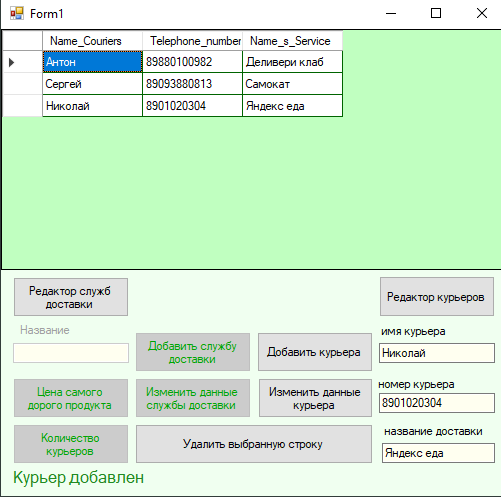 Form1
Name_Couriers Telephone_number Name_s_Service
Антон 89880100982 Деливери клаб
Сергей 89093880813 Самокат
Николай 8901020304 Яндекс еда
Редактор служб
доставки
Редактор курьеров
Название
имя курьера
Добавить службу
доставки
Добавить курьера
Николай
Цена самого
дорого продукта
Изменить данные
службы доставки
Изменить данные
курьера
номер курьера
8901020304
Количество
курьеров
Удалить выбранную строку
название доставки
Яндекс еда
Курьер добавлен